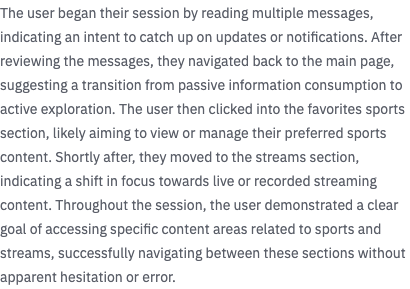 The user began their session by reading multiple messages,
indicating an intent to catch up on updates or notifications. After
reviewing the messages, they navigated back to the main page,
suggesting a transition from passive information consumption to
active exploration. The user then clicked into the favorites sports
section, likely aiming to view or manage their preferred sports
content. Shortly after, they moved to the streams section,
indicating a shift in focus towards live or recorded streaming
content. Throughout the session, the user demonstrated a clear
goal of accessing specific content areas related to sports and
streams, successfully navigating between these sections without
apparent hesitation or error.